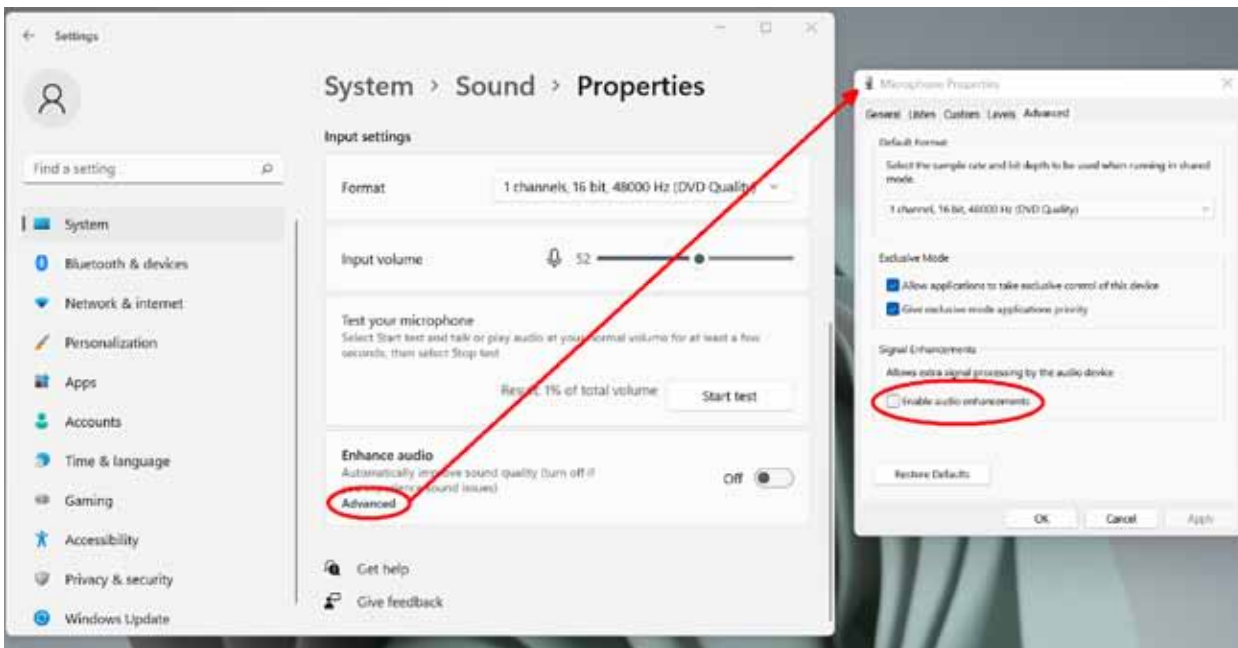 Settings
System > Sound > Properties
Find a setting
System
Bluetooth & devices
Network & internet
Personalization
Apps
Accounts
Time & language
Gaming
Accessibility
Privacy & security
Windows Update
Input settings
Format
1 channels, 16 bit, 48000 Hz (DVD Quality)
Input volume
52
Test your microphone
Select Start test and talk or play audio at your normal volume for at least a few
seconds, then select Stop test
Result: 1% of total volume
Start test
Enhance audio
Automatically improve sound quality (turn off if
sound issues)
Off
Advanced
Get help
Give feedback
Microphone Properties
General Listen Custom Levels Advanced
Default Format
Select the sample rate and bit depth to be used when running in shared
mode.
1 channel, 16 bit, 48000 Hz (DVD Quality)
Exclusive Mode
Allow applications to take exclusive control of this device
Give exclusive mode applications priority
Signal Enhancements
Allows extra signal processing by the audio device
Enable audio enhancements
Restore Defaults
OK Cancel Apply